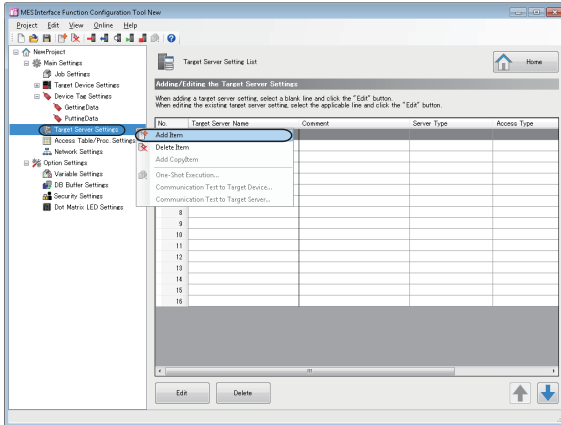 MES Interface Function Configuration Tool New
Project Edit View Online Help
NewProject
Main Settings
Job Settings
Target Device Settings
Device Tag Settings
GettingData
PuttingData
Target Server Settings
Access Table/Proc. Settings
Network Settings
Option Settings
Variable Settings
DB Buffer Settings
Security Settings
Dot Matrix LED Settings
Add Item
Delete Item
Add CopyItem
One-Shot Execution...
Communication Test to Target Device...
Communication Test to Target Server...
Target Server Setting List
Home
Adding/Editing the Target Server Settings
When adding a target server setting, select a blank line and click the "Edit" button.
When editing the existing target server setting, select the applicable line and click the "Edit" button.
No. Target Server Name Comment Server Type Access Type
8
9
10
11
12
13
14
15
16
Edit Delete